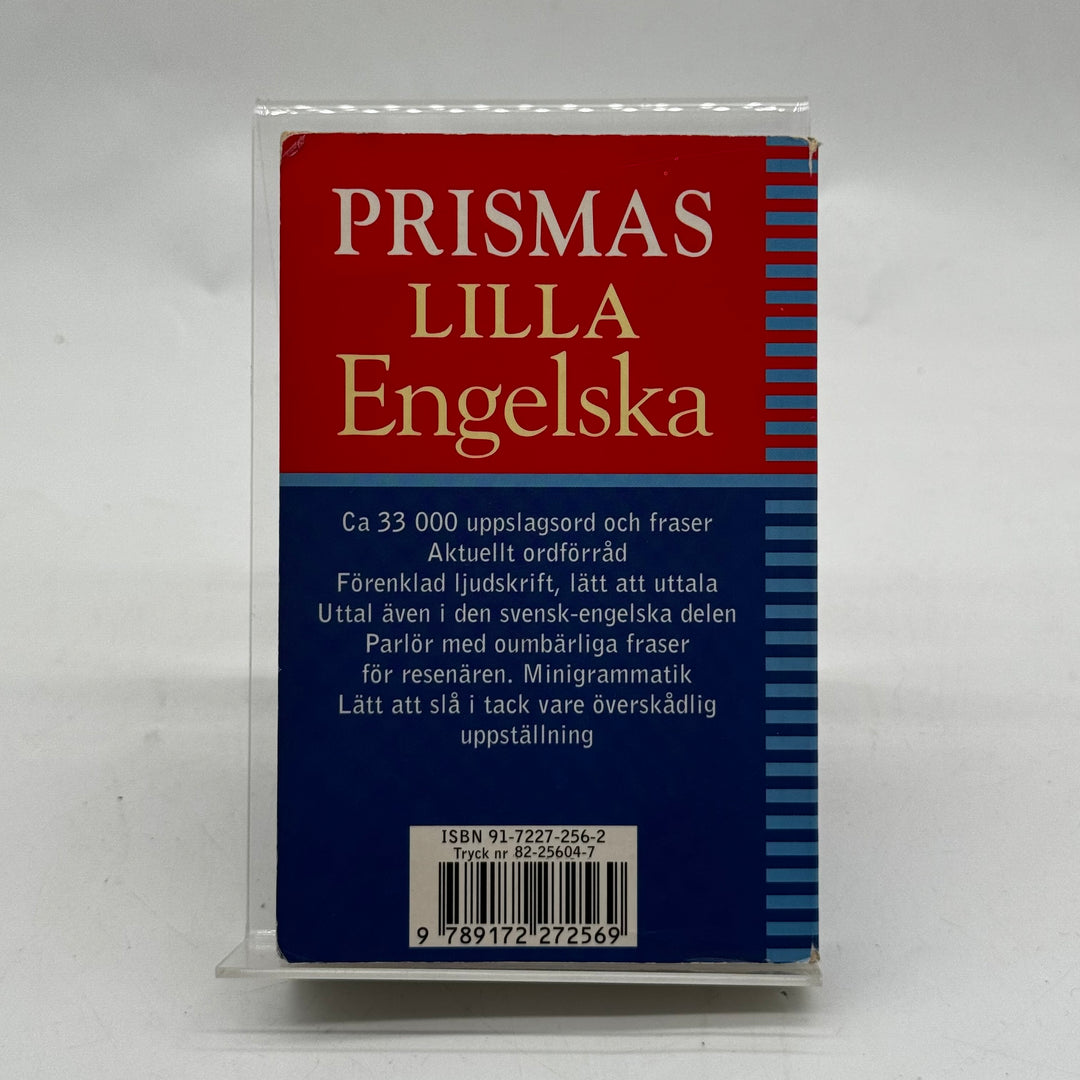 PRISMAS
LILLA
Engelska
Ca 33 000 uppslagsord och fraser
Aktuellt ordförråd
Förenklad ljudskrift, lätt att uttala
Uttal även i den svensk-engelska delen
Parlör med oumbärliga fraser
för resenären. Minigrammatik
Lätt att slå i tack vare överskådlig
uppställning
ISBN 91-7227-256-2
Tryck nr 82-25604-7
9 789172 272569